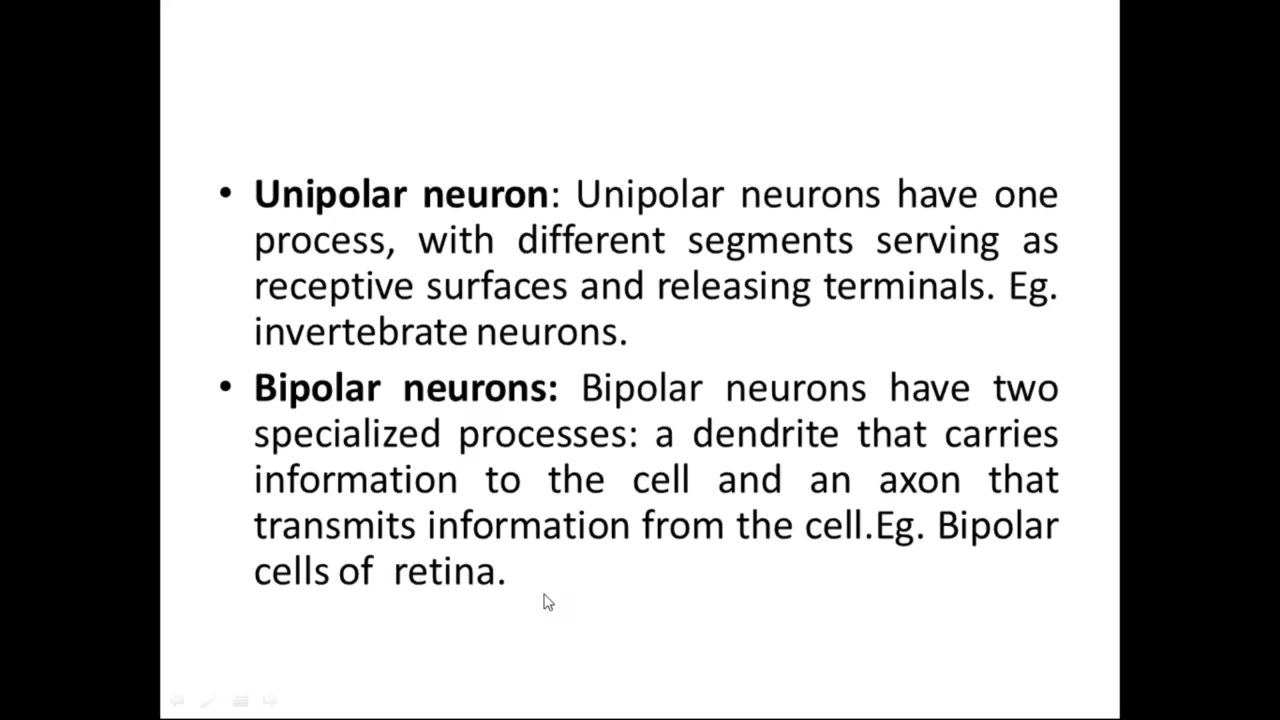 • Unipolar neuron: Unipolar neurons have one
process, with different segments serving as
receptive surfaces and releasing terminals. Eg.
invertebrate neurons.
• Bipolar neurons: Bipolar neurons have two
specialized processes: a dendrite that carries
information to the cell and an axon that
transmits information from the cell.Eg. Bipolar
cells of retina.